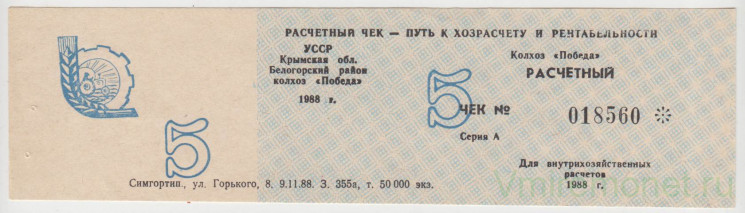 РАСЧЕТНЫЙ ЧЕК — ПУТЬ К ХОЗРАСЧЕТУ И РЕНТАБЕЛЬНОСТИ
УССР
Крымская обл.
Белогорский район
колхоз «Победа»
1988 г.
5
Колхоз «Победа»
РАСЧЕТНЫЙ
5 ЧЕК № 018560
Серия А
Для внутрихозяйственных
расчетов
1988 г.
Симгортип., ул. Горького, 8. 9.11.88. З. 355а, т. 50 000 экз.
Vmiremonet.ru